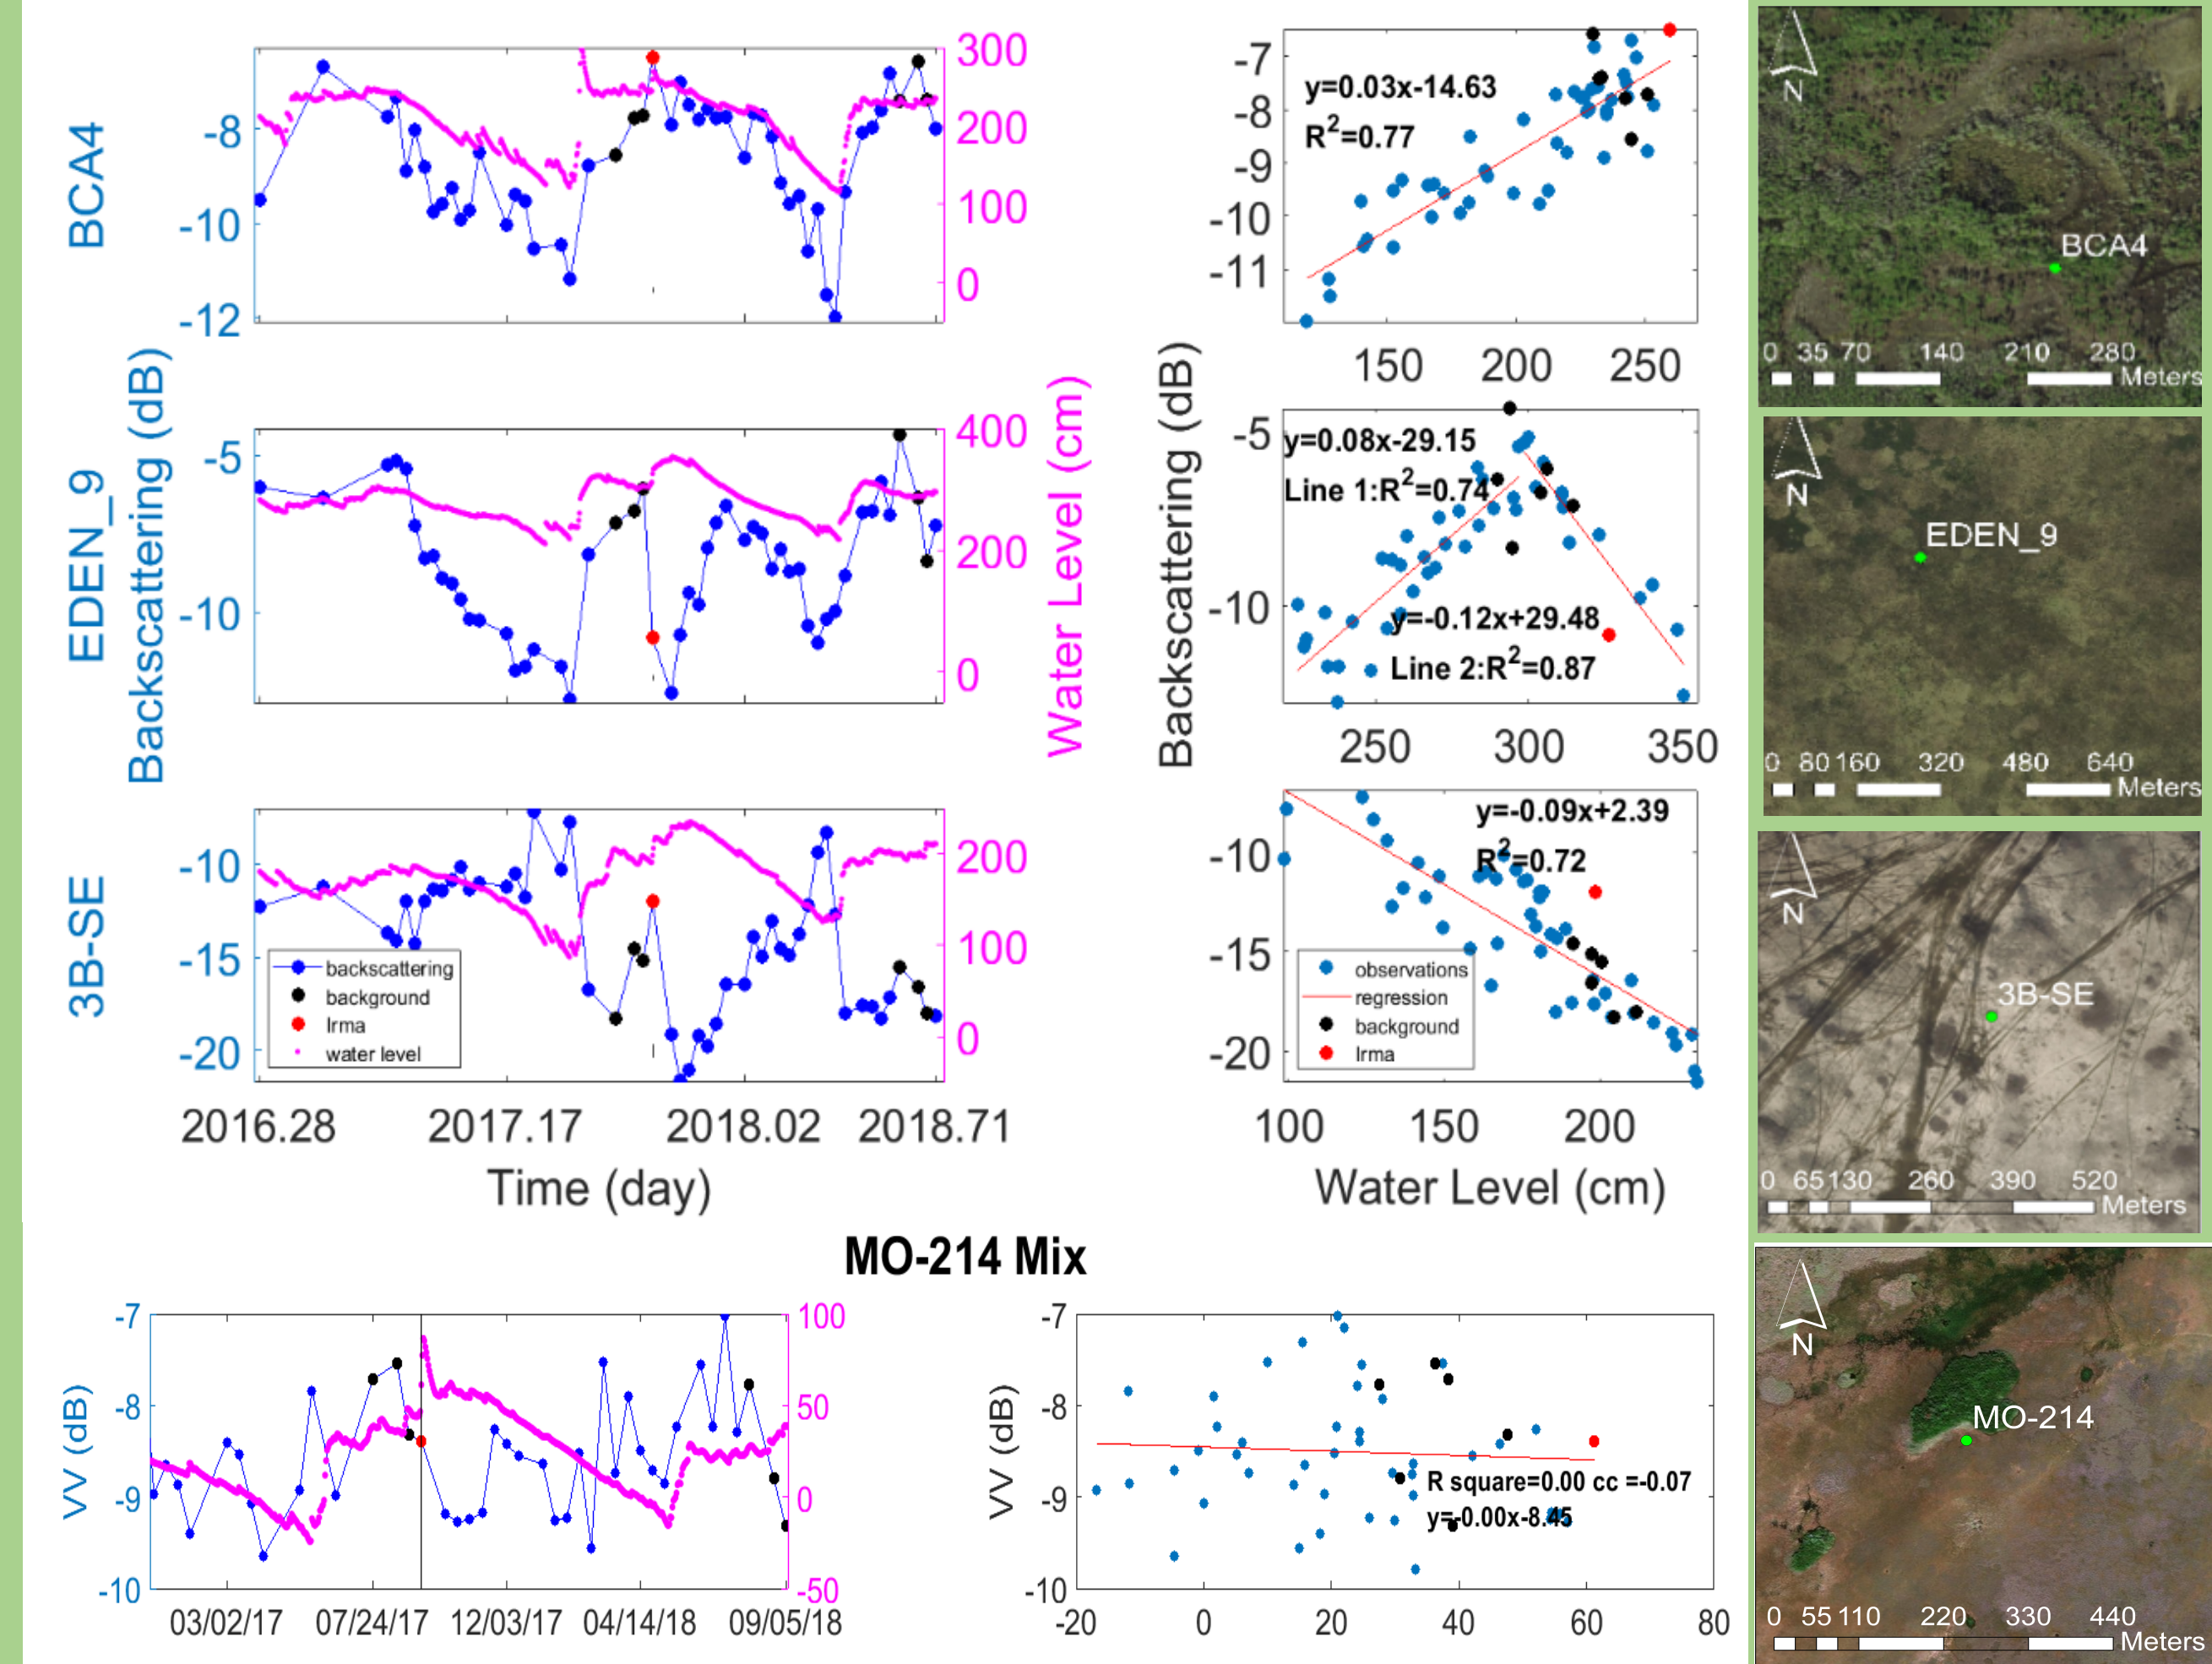 BCA4
-8
-10
-12
300
200
100
0
y=0.03x-14.63
R2=0.77
-7
-8
-9
-10
-11
150
200
250
N
BCA4
0 35 70 140 210 280
Meters
EDEN_9
Backscattering (dB)
-5
-10
400
200
0
Water Level (cm)
Backscattering (dB)
-5
-10
y=0.08x-29.15
Line 1:R2=0.74
y=-0.12x+29.48
Line 2:R2=0.87
250
300
350
N
EDEN_9
0 80 160 320 480 640
Meters
3B-SE
-10
-15
-20
200
100
0
backscattering
background
Irma
water level
2016.28
2017.17
2018.02
2018.71
Time (day)
y=-0.09x+2.39
R2=0.72
-10
-15
-20
observations
regression
background
Irma
100
150
200
Water Level (cm)
N
3B-SE
0 65 130 260 390 520
Meters
MO-214 Mix
VV (dB)
-7
-8
-9
-10
100
50
0
-50
03/02/17
07/24/17
12/03/17
04/14/18
09/05/18
VV (dB)
-7
-8
-9
-10
R square=0.00 cc =-0.07
y=-0.00x-8.45
-20
0
20
40
60
80
N
MO-214
0 55 110 220 330 440
Meters